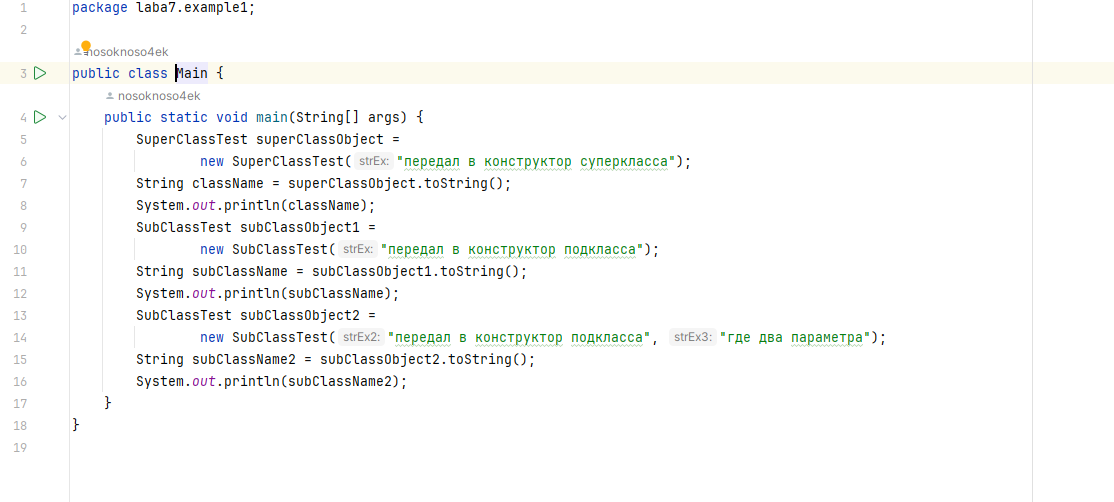 1 package laba7.example1;
2
nosoknoso4ek
3 public class Main {
nosoknoso4ek
4 public static void main(String[] args) {
5 SuperClassTest superClassObject =
6 new SuperClassTest( strEx: "передал в конструктор суперкласса");
7 String className = superClassObject.toString();
8 System.out.println(className);
9 SubClassTest subClassObject1 =
10 new SubClassTest( strEx: "передал в конструктор подкласса");
11 String subClassName = subClassObject1.toString();
12 System.out.println(subClassName);
13 SubClassTest subClassObject2 =
14 new SubClassTest( strEx2: "передал в конструктор подкласса", strEx3: "где два параметра");
15 String subClassName2 = subClassObject2.toString();
16 System.out.println(subClassName2);
17 }
18 }
19